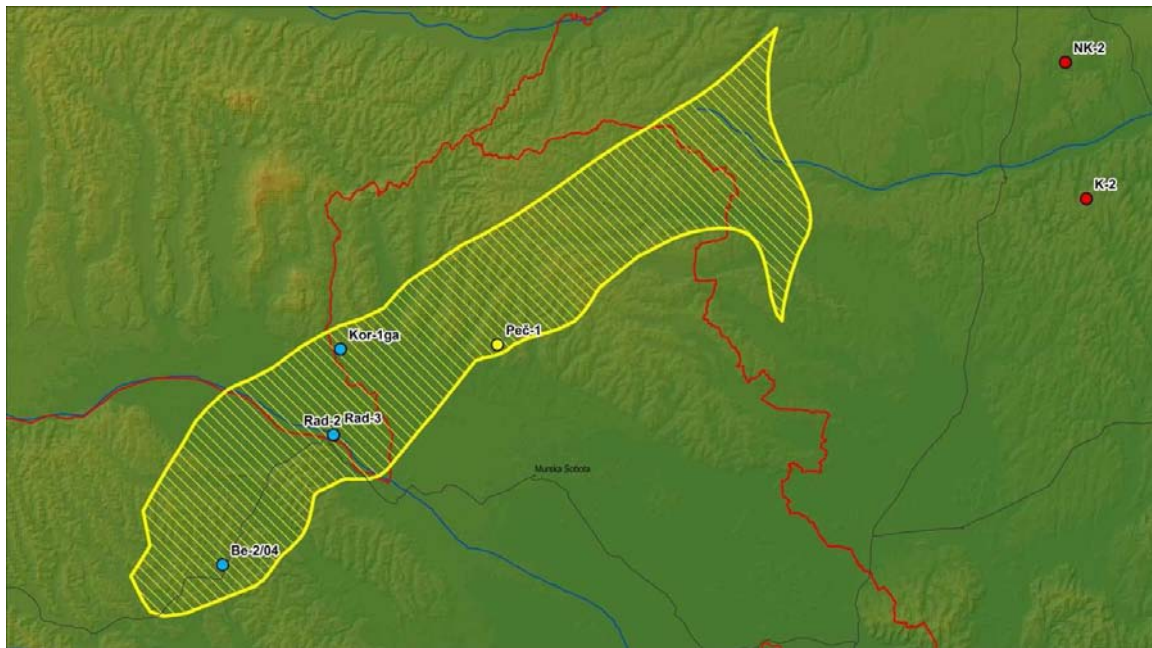 NK-2
K-2
Peč-1
Kor-1ga
Rad-2 Rad-3
Murska Sobota
Be-2/04